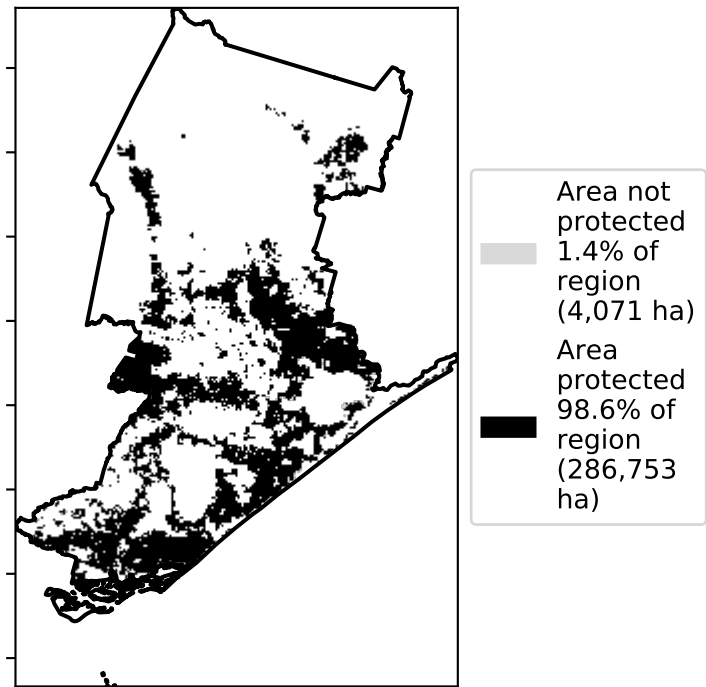 Area not
protected
1.4% of
region
(4,071 ha)
Area
protected
98.6% of
region
(286,753
ha)